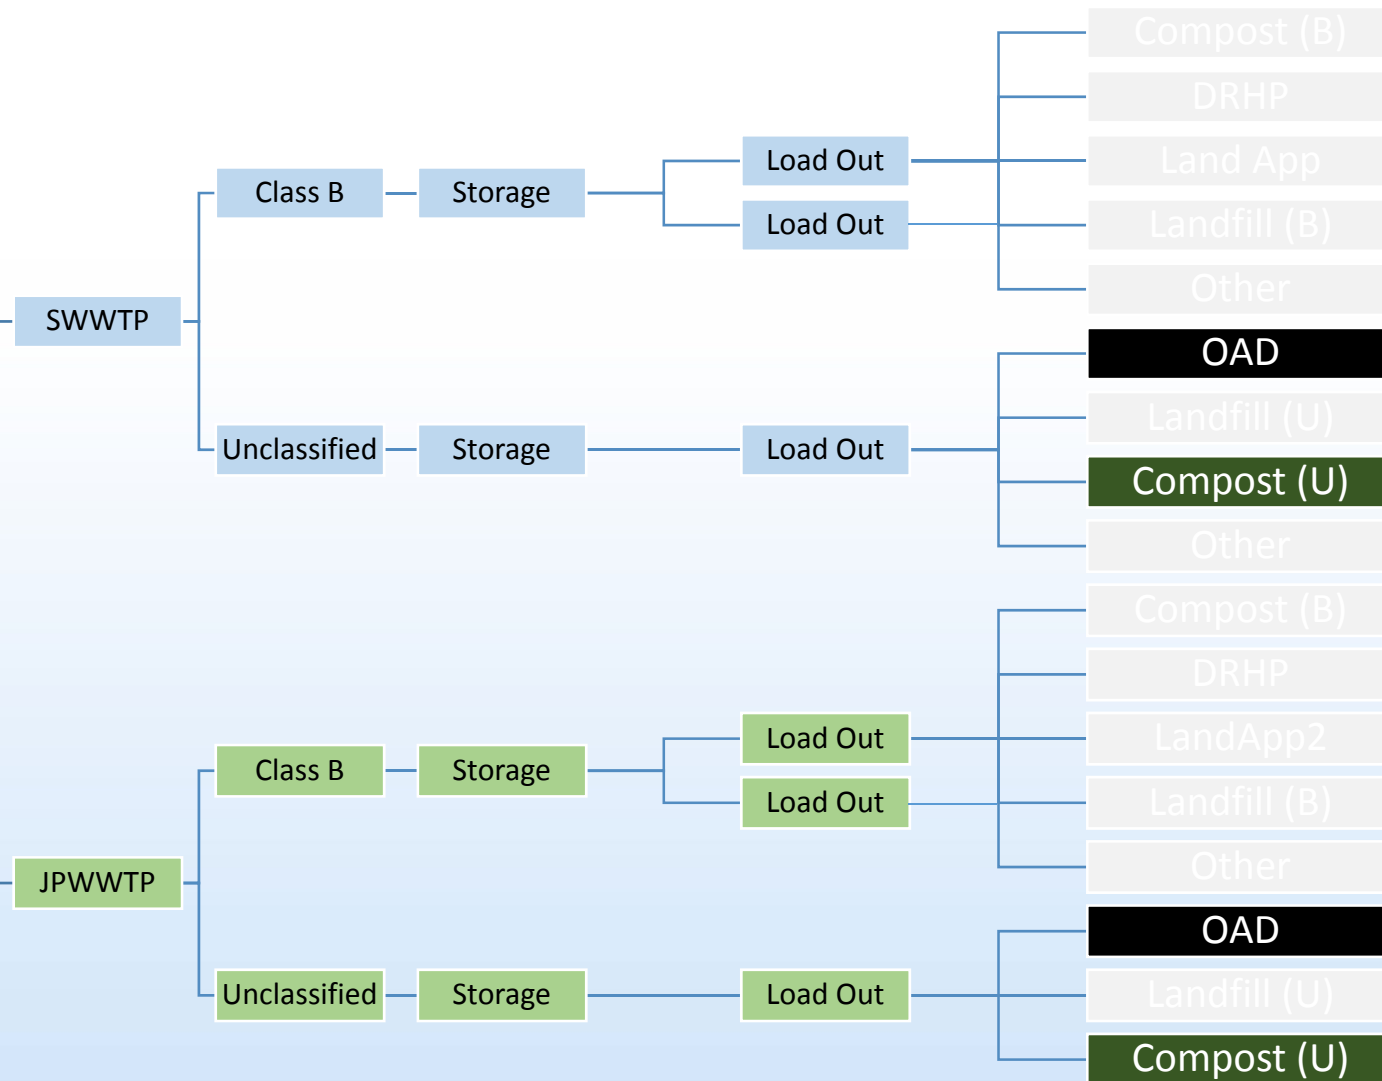 SWWTP
Class B
Storage
Load Out
Load Out
Compost (B)
DRHP
Land App
Landfill (B)
Other
Unclassified
Storage
Load Out
OAD
Landfill (U)
Compost (U)
Other
JPWWTP
Class B
Storage
Load Out
Load Out
Compost (B)
DRHP
LandApp2
Landfill (B)
Other
Unclassified
Storage
Load Out
OAD
Landfill (U)
Compost (U)